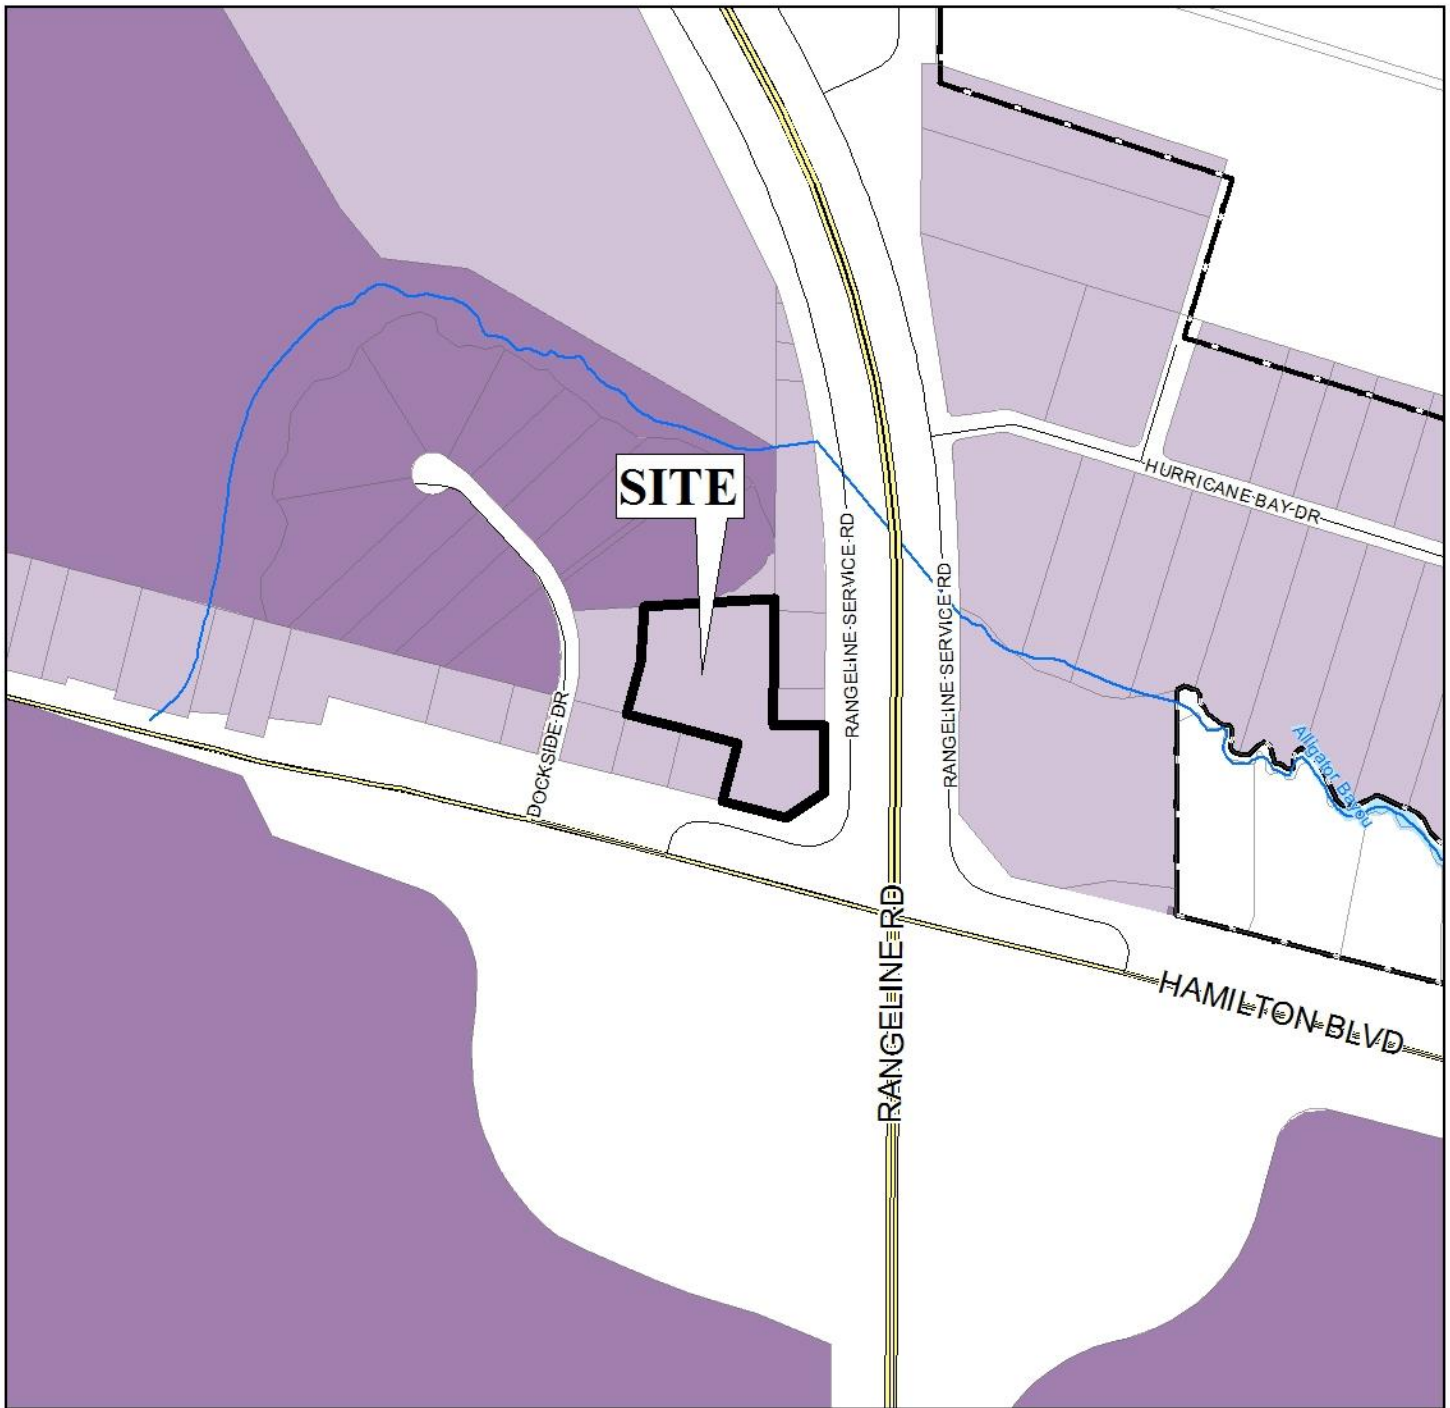 SITE
HURRICANE BAY DR
RANGELINE SERVICE RD
RANGELINE SERVICE RD
DOCKSIDE DR
Alligator Bayou
RANGELINE RD
HAMILTON BLVD